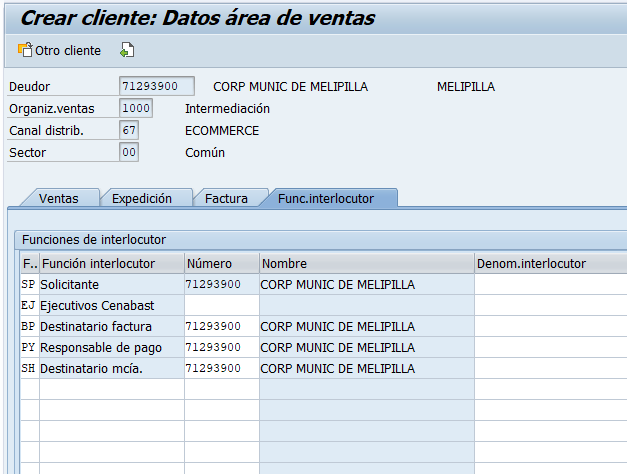 Crear cliente: Datos área de ventas
Otro cliente
Deudor 71293900 CORP MUNIC DE MELIPILLA MELIPILLA
Organiz.ventas 1000 Intermediación
Canal distrib. 67 ECOMMERCE
Sector 00 Común
Ventas Expedición Factura Func.interlocutor
Funciones de interlocutor
F.. Función interlocutor Número Nombre Denom.interlocutor
SP Solicitante 71293900 CORP MUNIC DE MELIPILLA
EJ Ejecutivos Cenabast
BP Destinatario factura 71293900 CORP MUNIC DE MELIPILLA
PY Responsable de pago 71293900 CORP MUNIC DE MELIPILLA
SH Destinatario mcía. 71293900 CORP MUNIC DE MELIPILLA